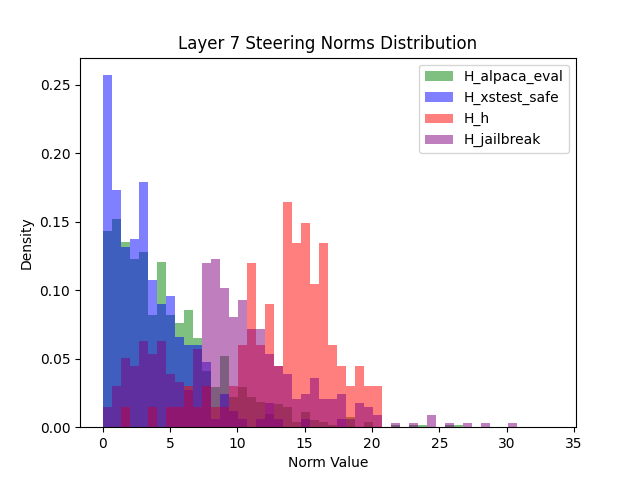 Layer 7 Steering Norms Distribution
H_alpaca_eval
H_xstest_safe
H_h
H_jailbreak
0.25
0.20
0.15
0.10
0.05
0.00
Density
0
5
10
15
20
25
30
35
Norm Value